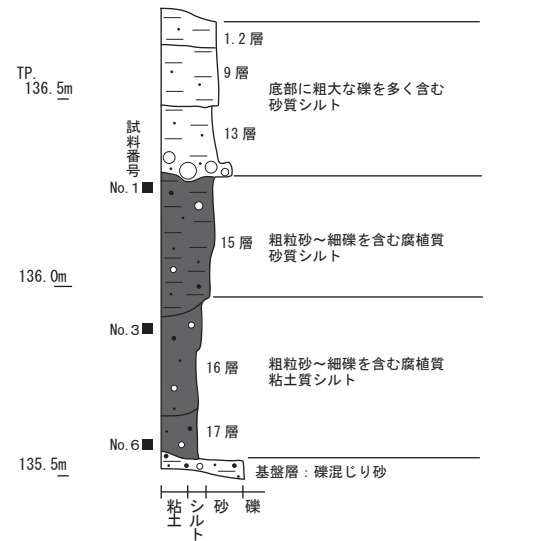 1.2層
TP.
136.5m
9層
底部に粗大な礫を多く含む
砂質シルト
試料番号
13層
No.1
15層
粗粒砂～細礫を含む腐植質
砂質シルト
136.0m
No.3
16層
粗粒砂～細礫を含む腐植質
粘土質シルト
17層
No.6
135.5m
基盤層：礫混じり砂
粘土
シルト
砂
礫